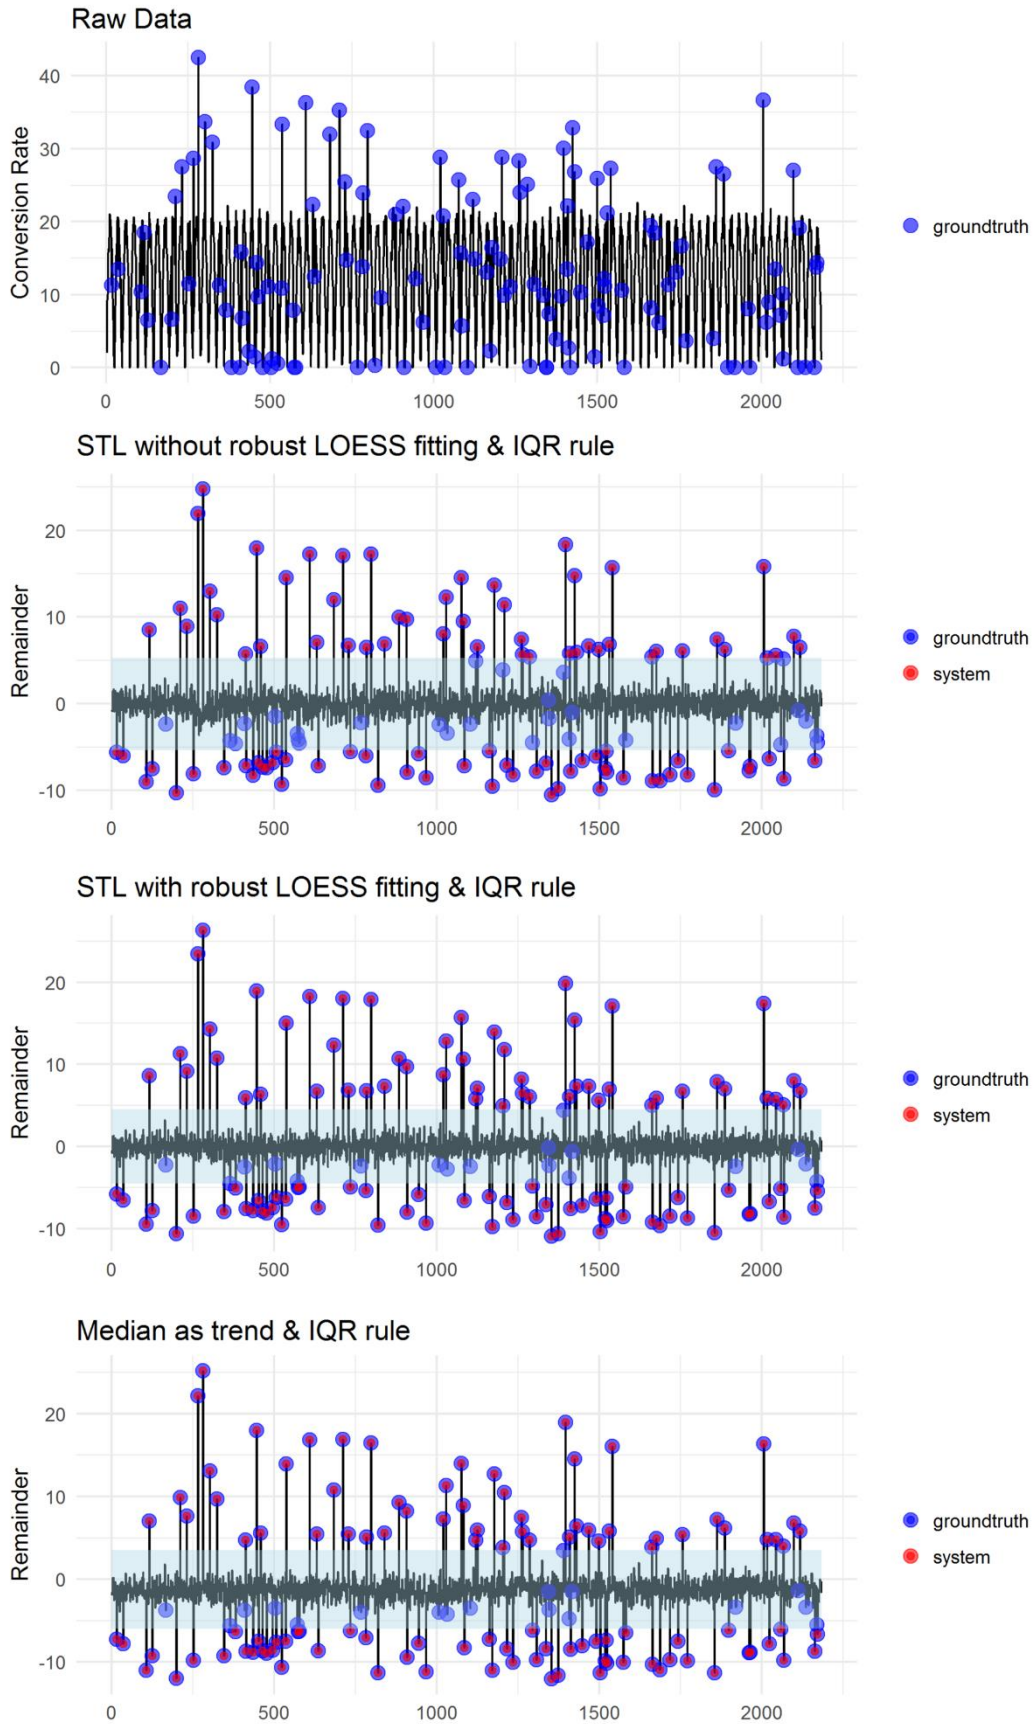 Raw Data
40
30
20
10
0
Conversion Rate
0 500 1000 1500 2000
groundtruth
STL without robust LOESS fitting & IQR rule
20
10
0
-10
Remainder
0 500 1000 1500 2000
groundtruth
system
STL with robust LOESS fitting & IQR rule
20
10
0
-10
Remainder
0 500 1000 1500 2000
groundtruth
system
Median as trend & IQR rule
20
10
0
-10
Remainder
0 500 1000 1500 2000
groundtruth
system